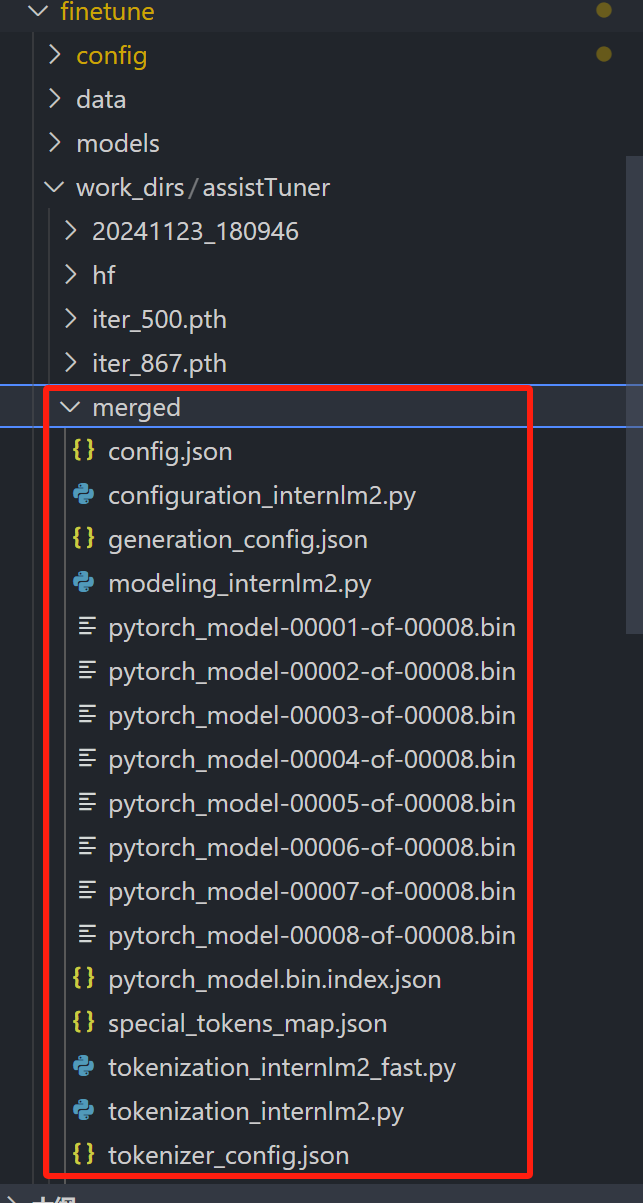 finetune
config
data
models
work_dirs/assistTuner
20241123_180946
hf
iter_500.pth
iter_867.pth
merged
config.json
configuration_internlm2.py
generation_config.json
modeling_internlm2.py
pytorch_model-00001-of-00008.bin
pytorch_model-00002-of-00008.bin
pytorch_model-00003-of-00008.bin
pytorch_model-00004-of-00008.bin
pytorch_model-00005-of-00008.bin
pytorch_model-00006-of-00008.bin
pytorch_model-00007-of-00008.bin
pytorch_model-00008-of-00008.bin
pytorch_model.bin.index.json
special_tokens_map.json
tokenization_internlm2_fast.py
tokenization_internlm2.py
tokenizer_config.json